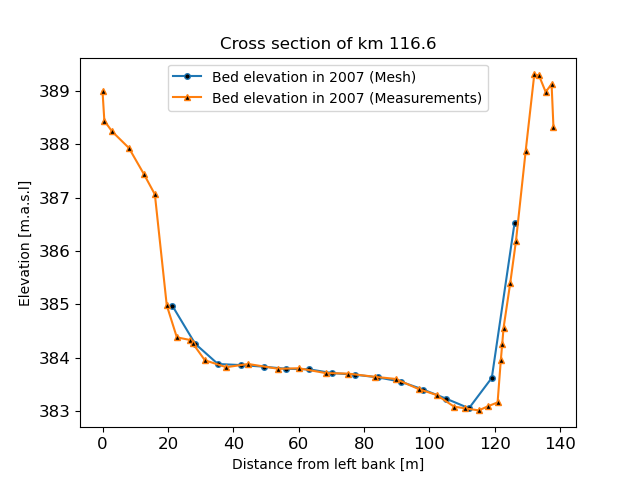 Cross section of km 116.6
Bed elevation in 2007 (Mesh)
Bed elevation in 2007 (Measurements)
Elevation [m.a.s.l]
389
388
387
386
385
384
383
0 20 40 60 80 100 120 140
Distance from left bank [m]